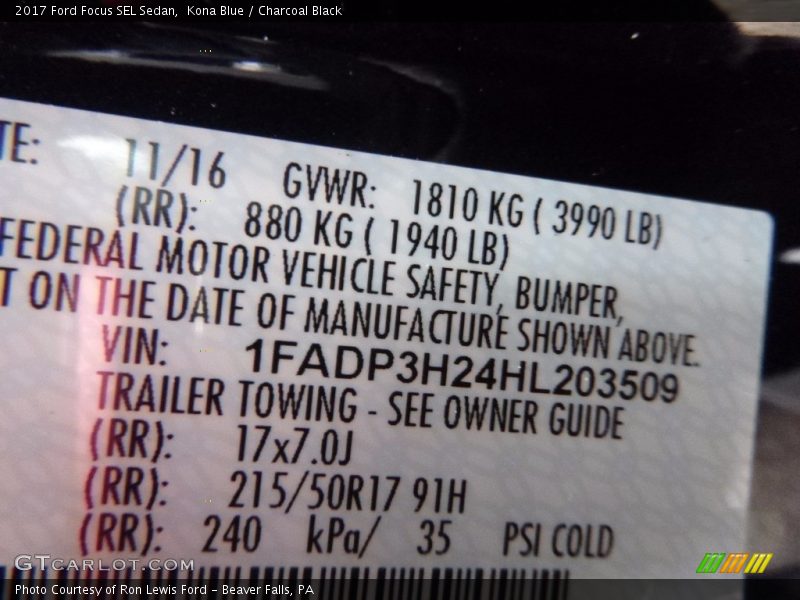 2017 Ford Focus SEL Sedan, Kona Blue / Charcoal Black
TE: 11/16 GVWR: 1810 KG ( 3990 LB)
(RR): 880 KG ( 1940 LB)
FEDERAL MOTOR VEHICLE SAFETY, BUMPER,
T ON THE DATE OF MANUFACTURE SHOWN ABOVE.
VIN: 1FADP3H24HL203509
TRAILER TOWING - SEE OWNER GUIDE
(RR): 17x7.0J
(RR): 215/50R17 91H
(RR): 240 kPa/ 35 PSI COLD
GTCARLOT.COM
Photo Courtesy of Ron Lewis Ford - Beaver Falls, PA